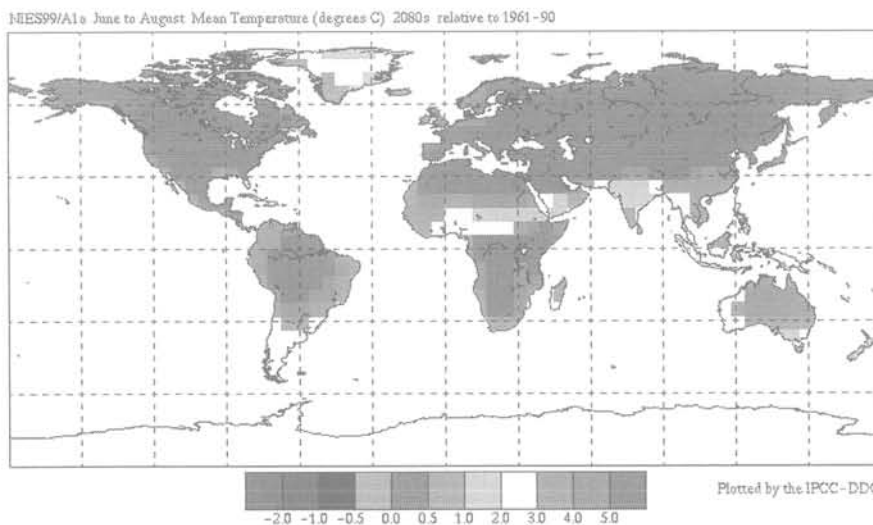 NIES99/A1a June to August Mean Temperature (degrees C) 2080s relative to 1961-90
-2.0 -1.0 -0.5 0.0 0.5 1.0 2.0 3.0 4.0 5.0
Plotted by the IPCC-DDC